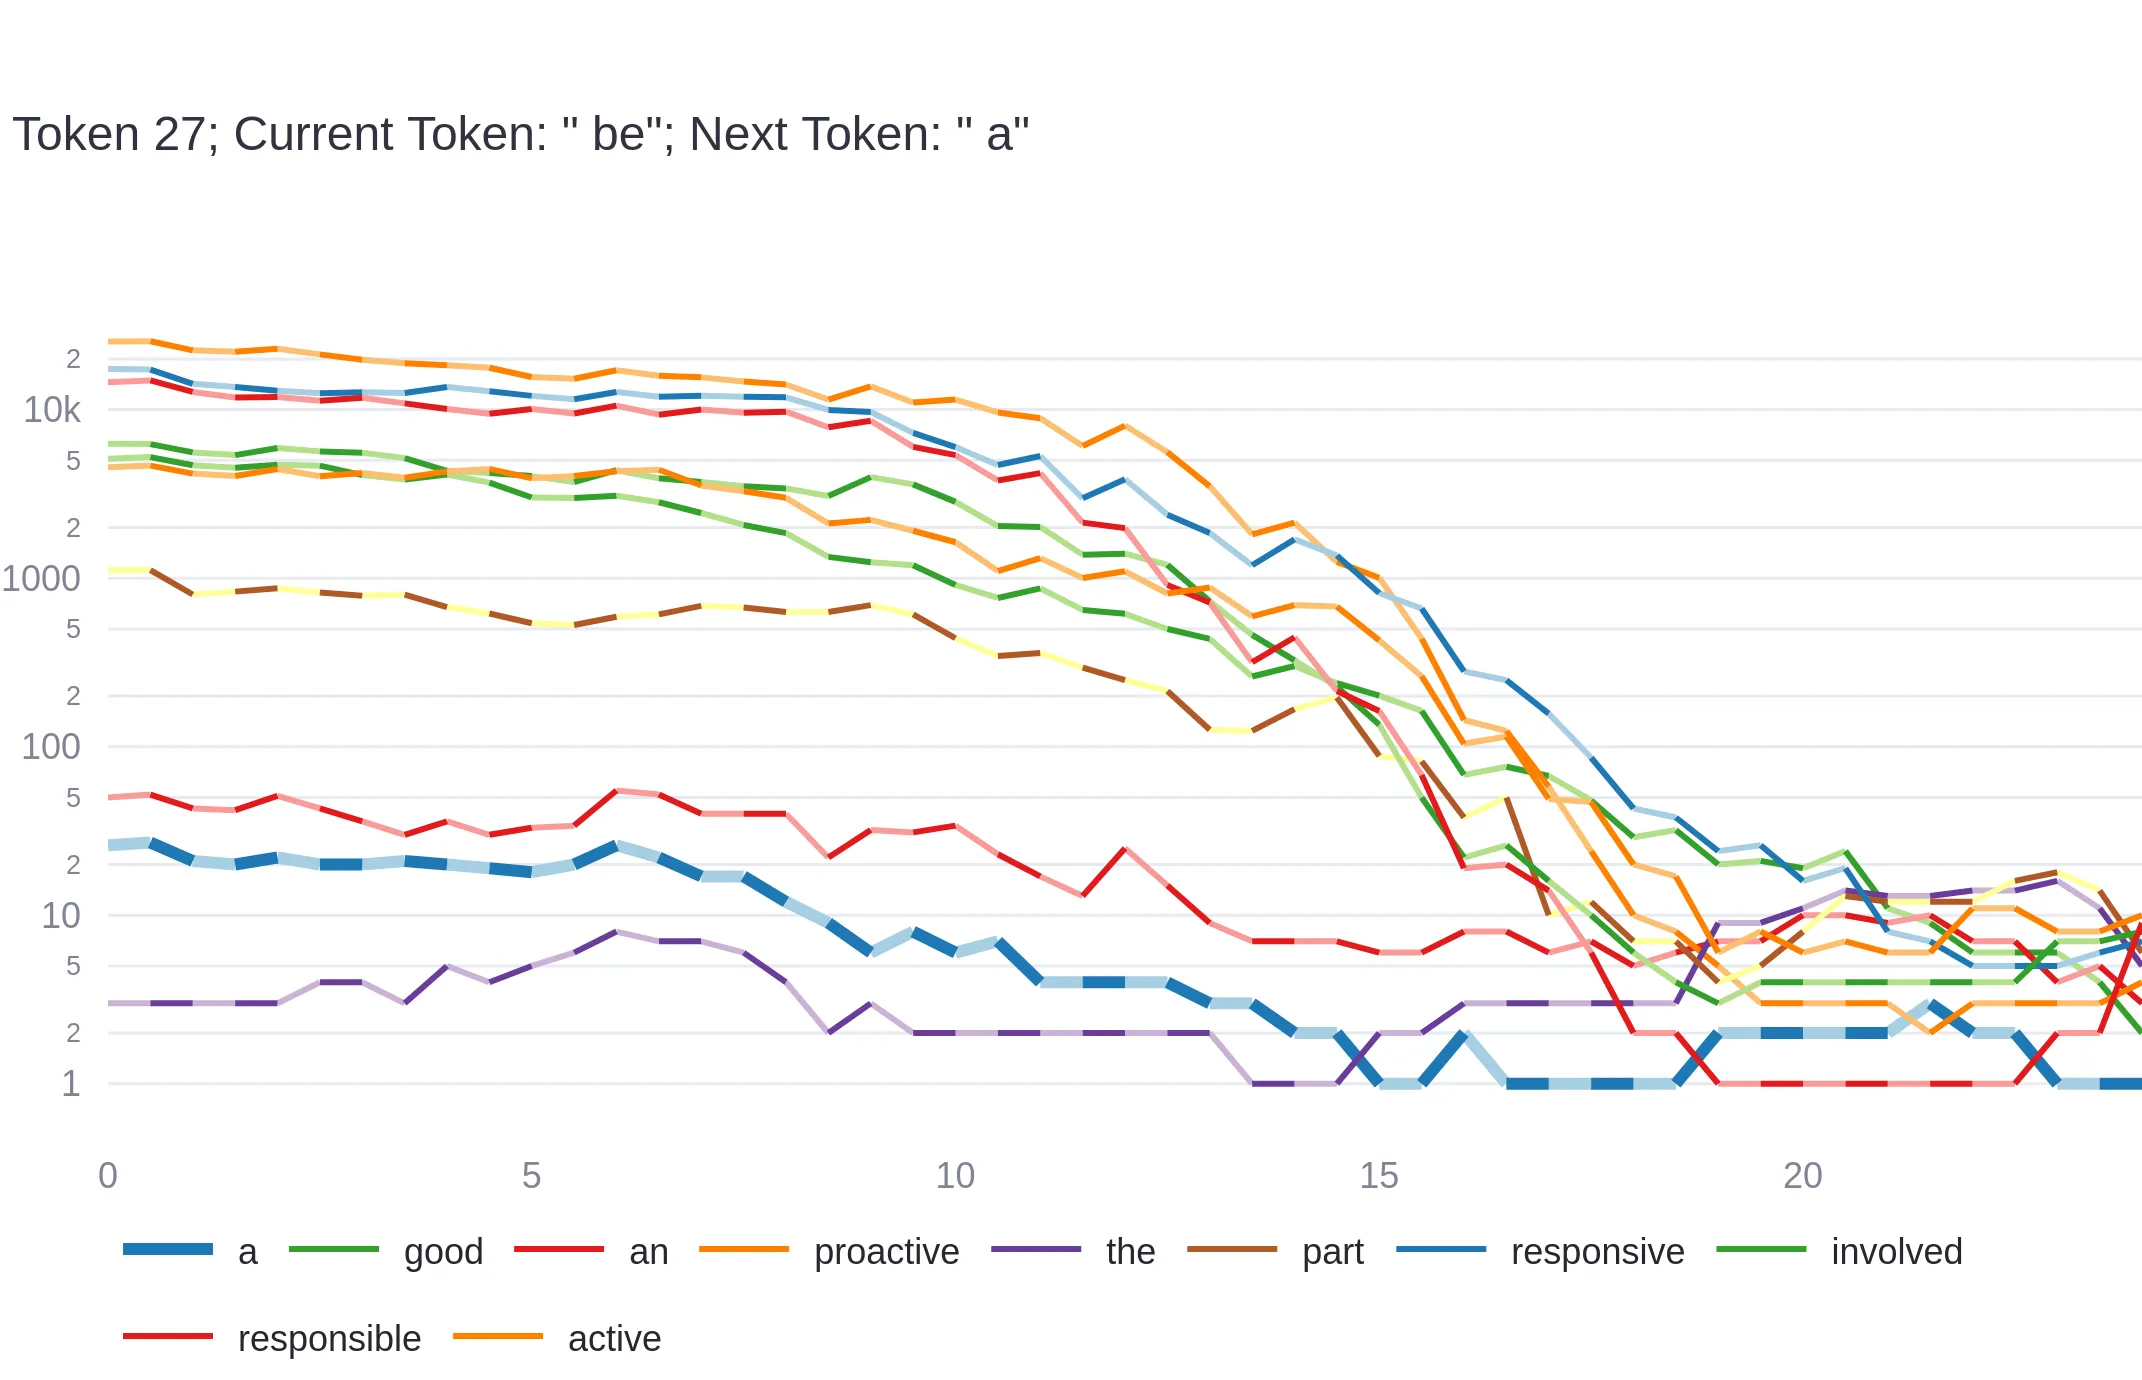 Token 27; Current Token: " be"; Next Token: " a"
2
10k
5
2
1000
5
2
100
5
2
10
5
2
1
0 5 10 15 20
a good an proactive the part responsive involved
responsible active